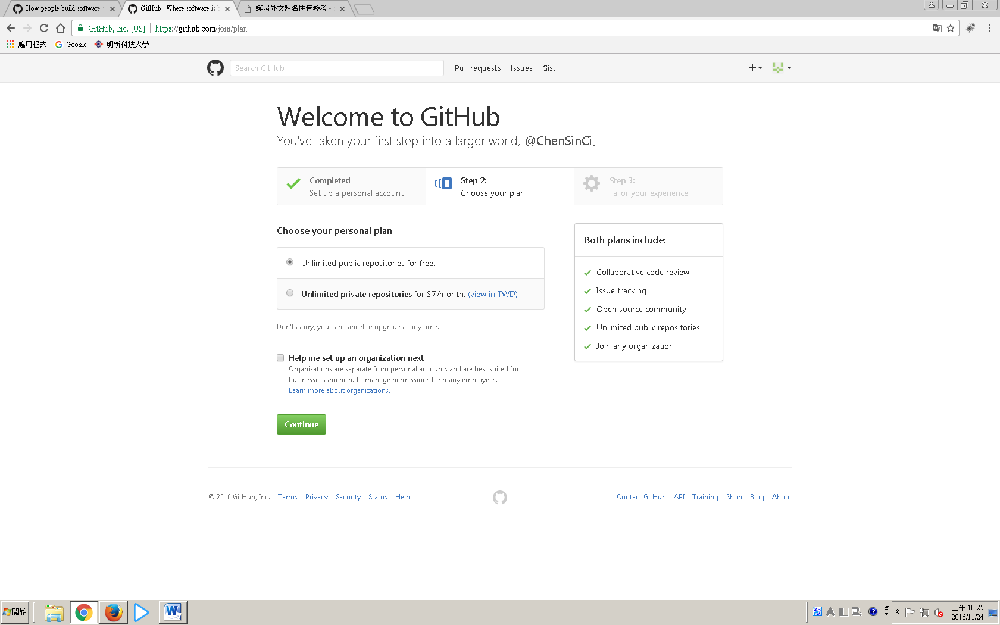 How people build software ·
GitHub · Where software is b
護照外文姓名拼音參考 -
GitHub, Inc. [US] https://github.com/join/plan
應用程式 Google 明新科技大學
Search GitHub Pull requests Issues Gist
Welcome to GitHub
You've taken your first step into a larger world, @ChenSinCi.
Completed
Set up a personal account
Step 2:
Choose your plan
Step 3:
Tailor your experience
Choose your personal plan
Unlimited public repositories for free.
Unlimited private repositories for $7/month. (view in TWD)
Don't worry, you can cancel or upgrade at any time.
Both plans include:
Collaborative code review
Issue tracking
Open source community
Unlimited public repositories
Join any organization
Help me set up an organization next
Organizations are separate from personal accounts and are best suited for
businesses who need to manage permissions for many employees.
Learn more about organizations.
Continue
© 2016 GitHub, Inc. Terms Privacy Security Status Help Contact GitHub API Training Shop Blog About
開始
上午 10:25
2016/11/24